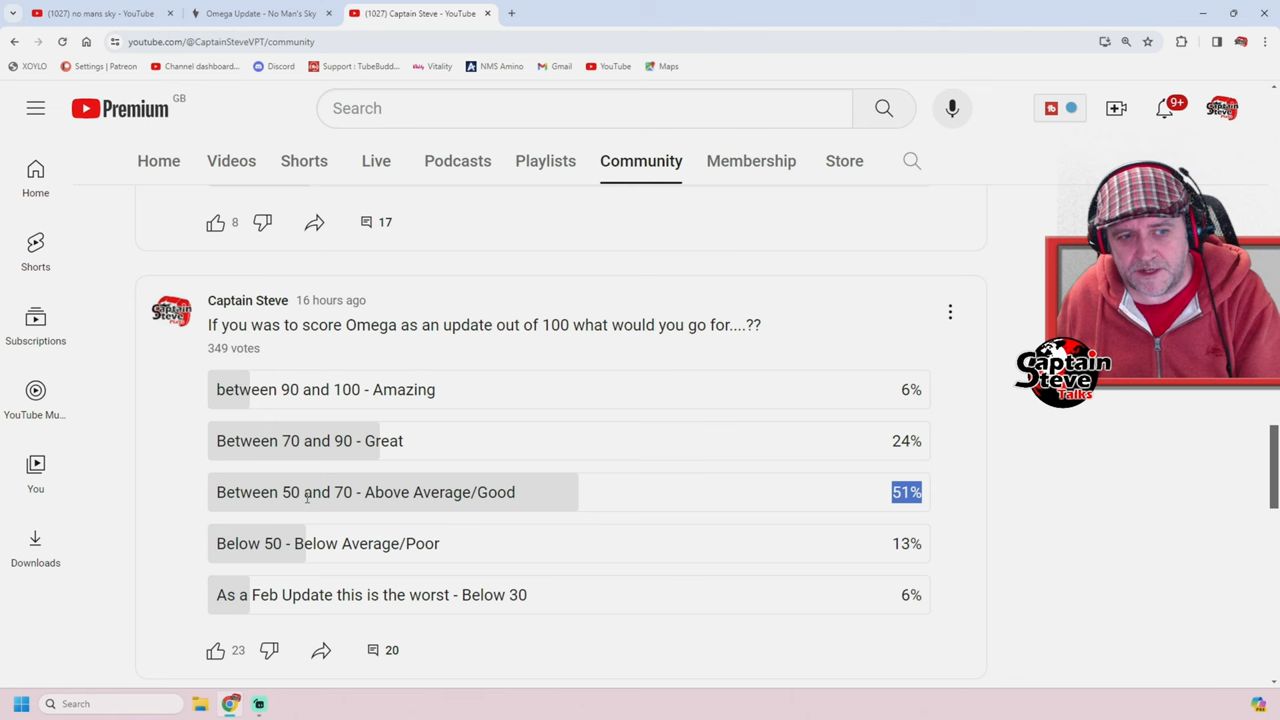 (1027) no mans sky - YouTube
Omega Update - No Man's Sky
(1027) Captain Steve - YouTube
youtube.com/@CaptainSteveVPT/community
XOYLO
Settings | Patreon
Channel dashboard...
Discord
Support : TubeBudd...
Vitality
NMS Amino
Gmail
YouTube
Maps
Premium GB
Search
9+
Home
Videos
Shorts
Live
Podcasts
Playlists
Community
Membership
Store
Home
Shorts
Subscriptions
YouTube Mu...
You
Downloads
8
17
Captain Steve 16 hours ago
If you was to score Omega as an update out of 100 what would you go for....??
349 votes
between 90 and 100 - Amazing 6%
Between 70 and 90 - Great 24%
Between 50 and 70 - Above Average/Good 51%
Below 50 - Below Average/Poor 13%
As a Feb Update this is the worst - Below 30 6%
23
20
Captain
Steve
Talks
Search